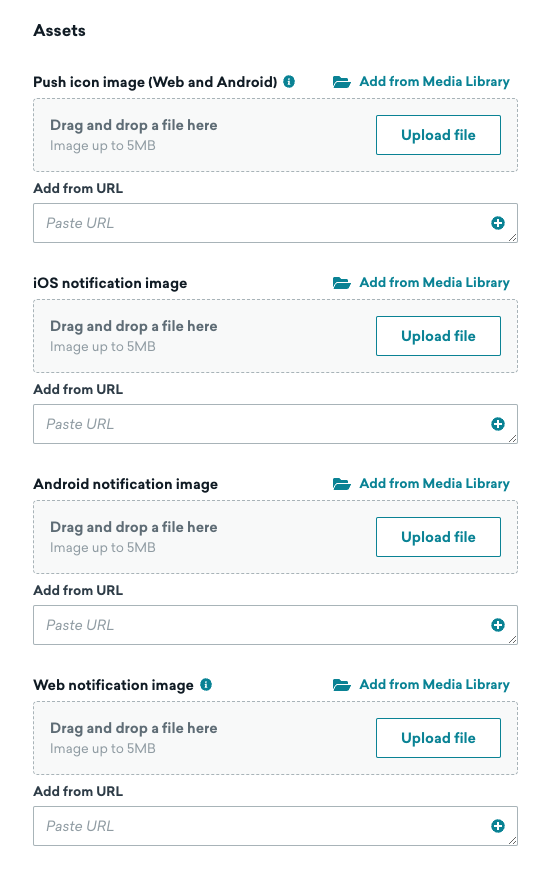 Assets
Push icon image (Web and Android)
Add from Media Library
Drag and drop a file here
Image up to 5MB
Upload file
Add from URL
Paste URL
iOS notification image
Add from Media Library
Drag and drop a file here
Image up to 5MB
Upload file
Add from URL
Paste URL
Android notification image
Add from Media Library
Drag and drop a file here
Image up to 5MB
Upload file
Add from URL
Paste URL
Web notification image
Add from Media Library
Drag and drop a file here
Image up to 5MB
Upload file
Add from URL
Paste URL